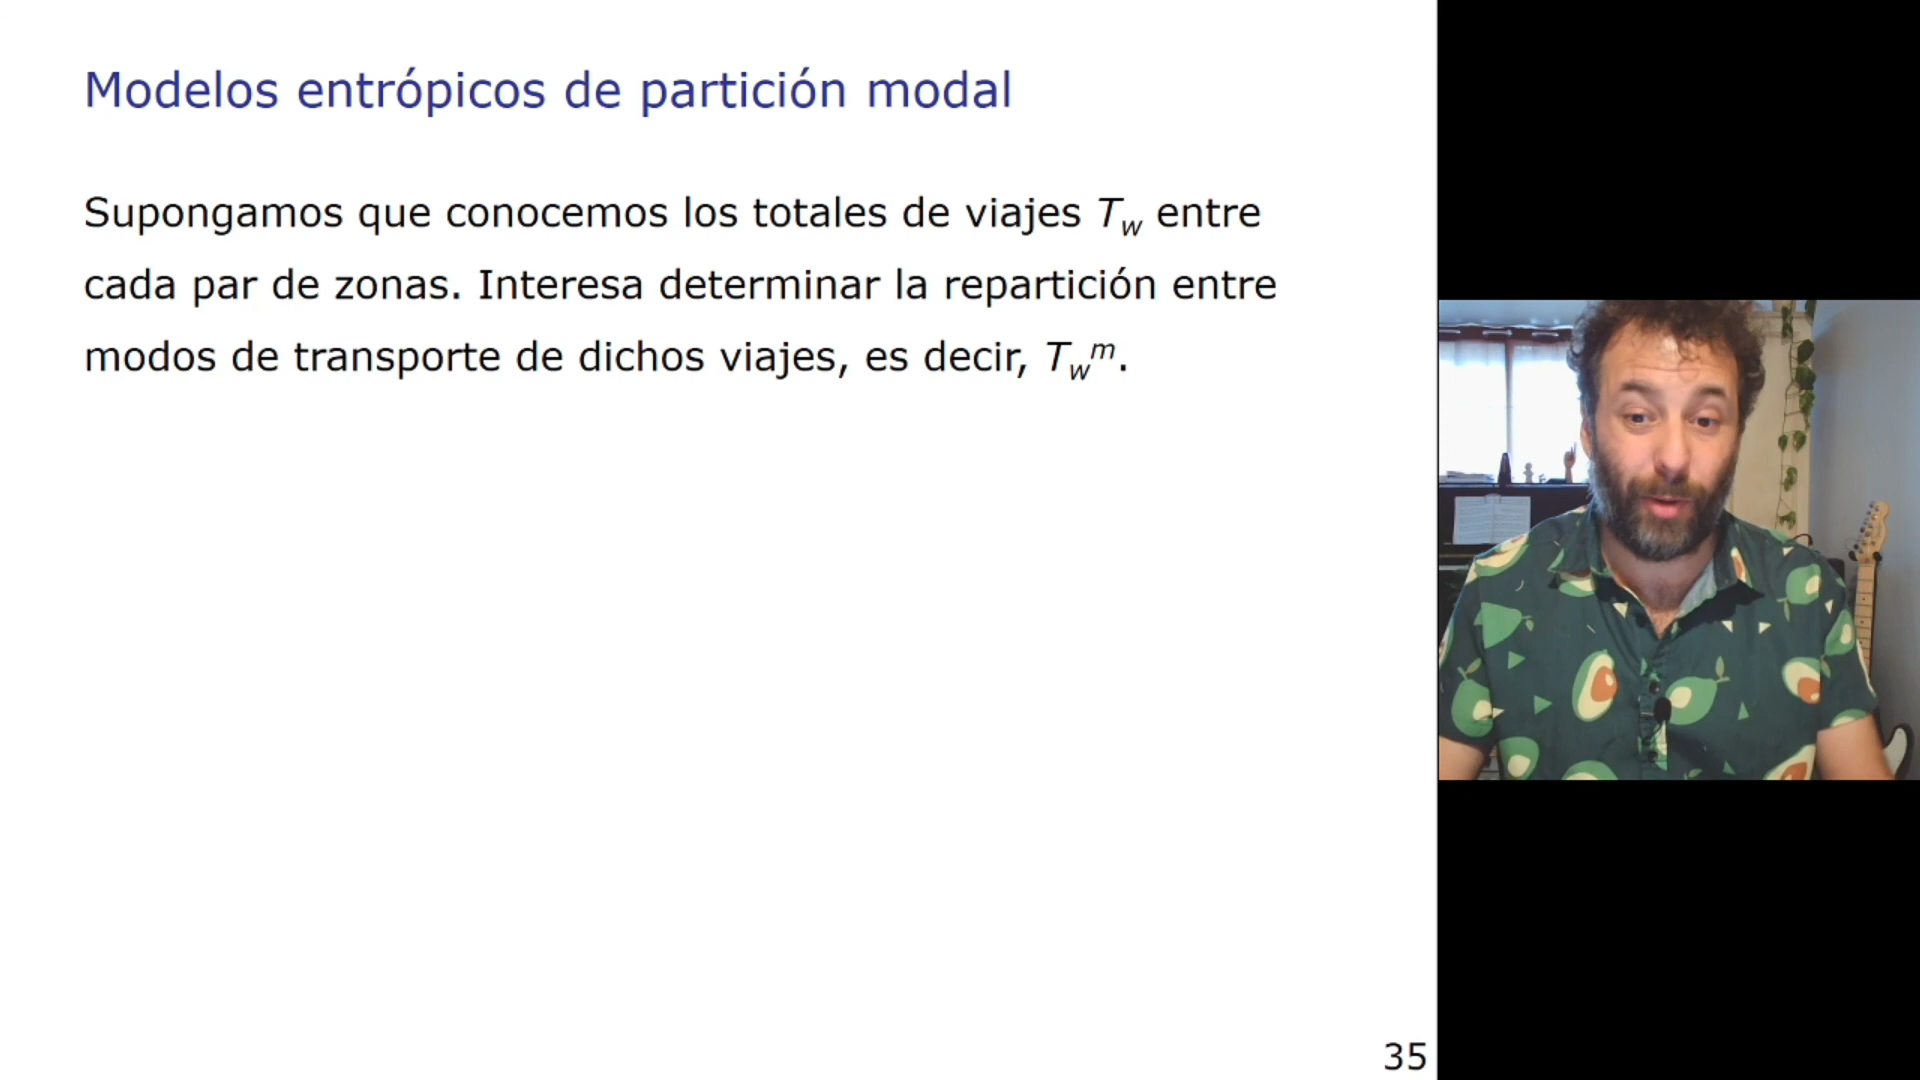 Modelos entrópicos de partición modal
Supongamos que conocemos los totales de viajes T_w entre
cada par de zonas. Interesa determinar la repartición entre
modos de transporte de dichos viajes, es decir, T_w^m.
35